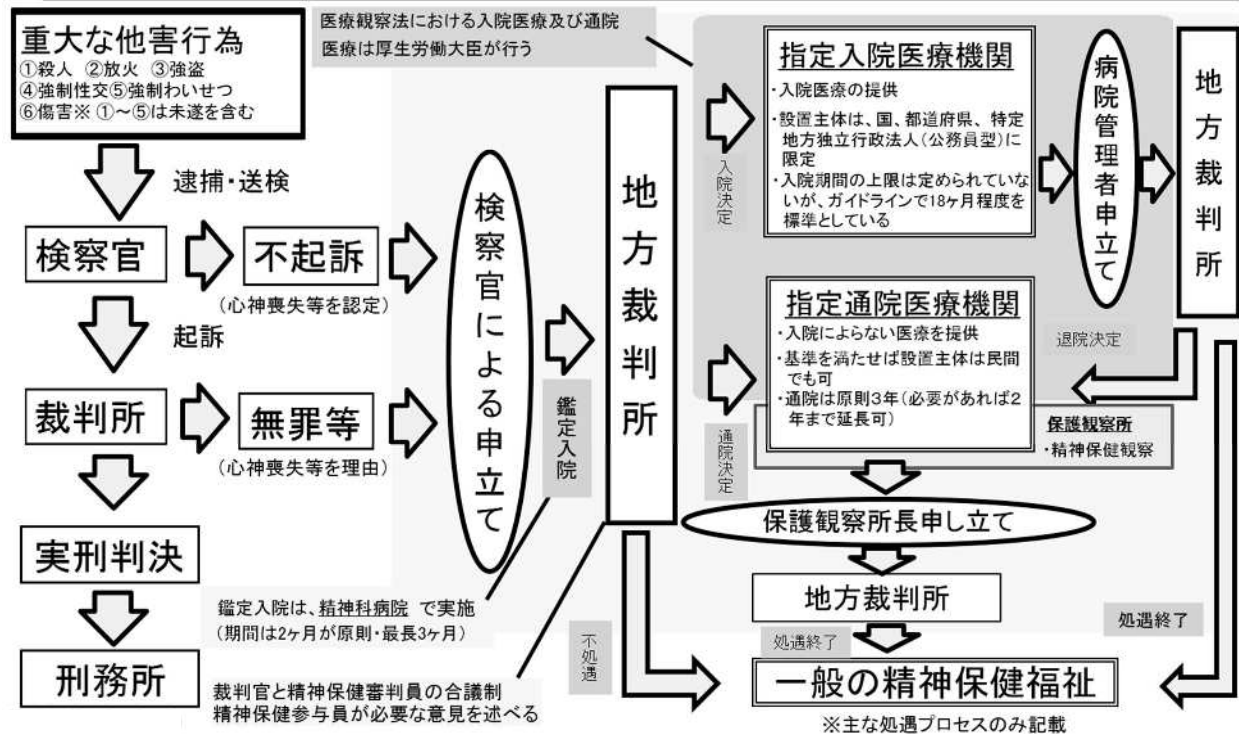 重大な他害行為
①殺人 ②放火 ③強盗
④強制性交⑤強制わいせつ
⑥傷害※ ①～⑤は未遂を含む
逮捕・送検
検察官
不起訴
(心神喪失等を認定)
起訴
裁判所
無罪等
(心神喪失等を理由)
実刑判決
刑務所
検察官による申立て
鑑定入院
鑑定入院は、精神科病院 で実施
(期間は2ヶ月が原則・最長3ヶ月)
地方裁判所
裁判官と精神保健審判員の合議制
精神保健参与員が必要な意見を述べる
医療観察法における入院医療及び通院
医療は厚生労働大臣が行う
入院決定
指定入院医療機関
・入院医療の提供
・設置主体は、国、都道府県、特定
地方独立行政法人(公務員型)に
限定
・入院期間の上限は定められていな
いが、ガイドラインで18ヶ月程度を
標準としている
病院管理者申立て
地方裁判所
退院決定
通院決定
指定通院医療機関
・入院によらない医療を提供
・基準を満たせば設置主体は民間
でも可
・通院は原則3年(必要があれば2
年まで延長可)
保護観察所
・精神保健観察
保護観察所長申し立て
地方裁判所
処遇終了
処遇終了
不処遇
一般の精神保健福祉
※主な処遇プロセスのみ記載